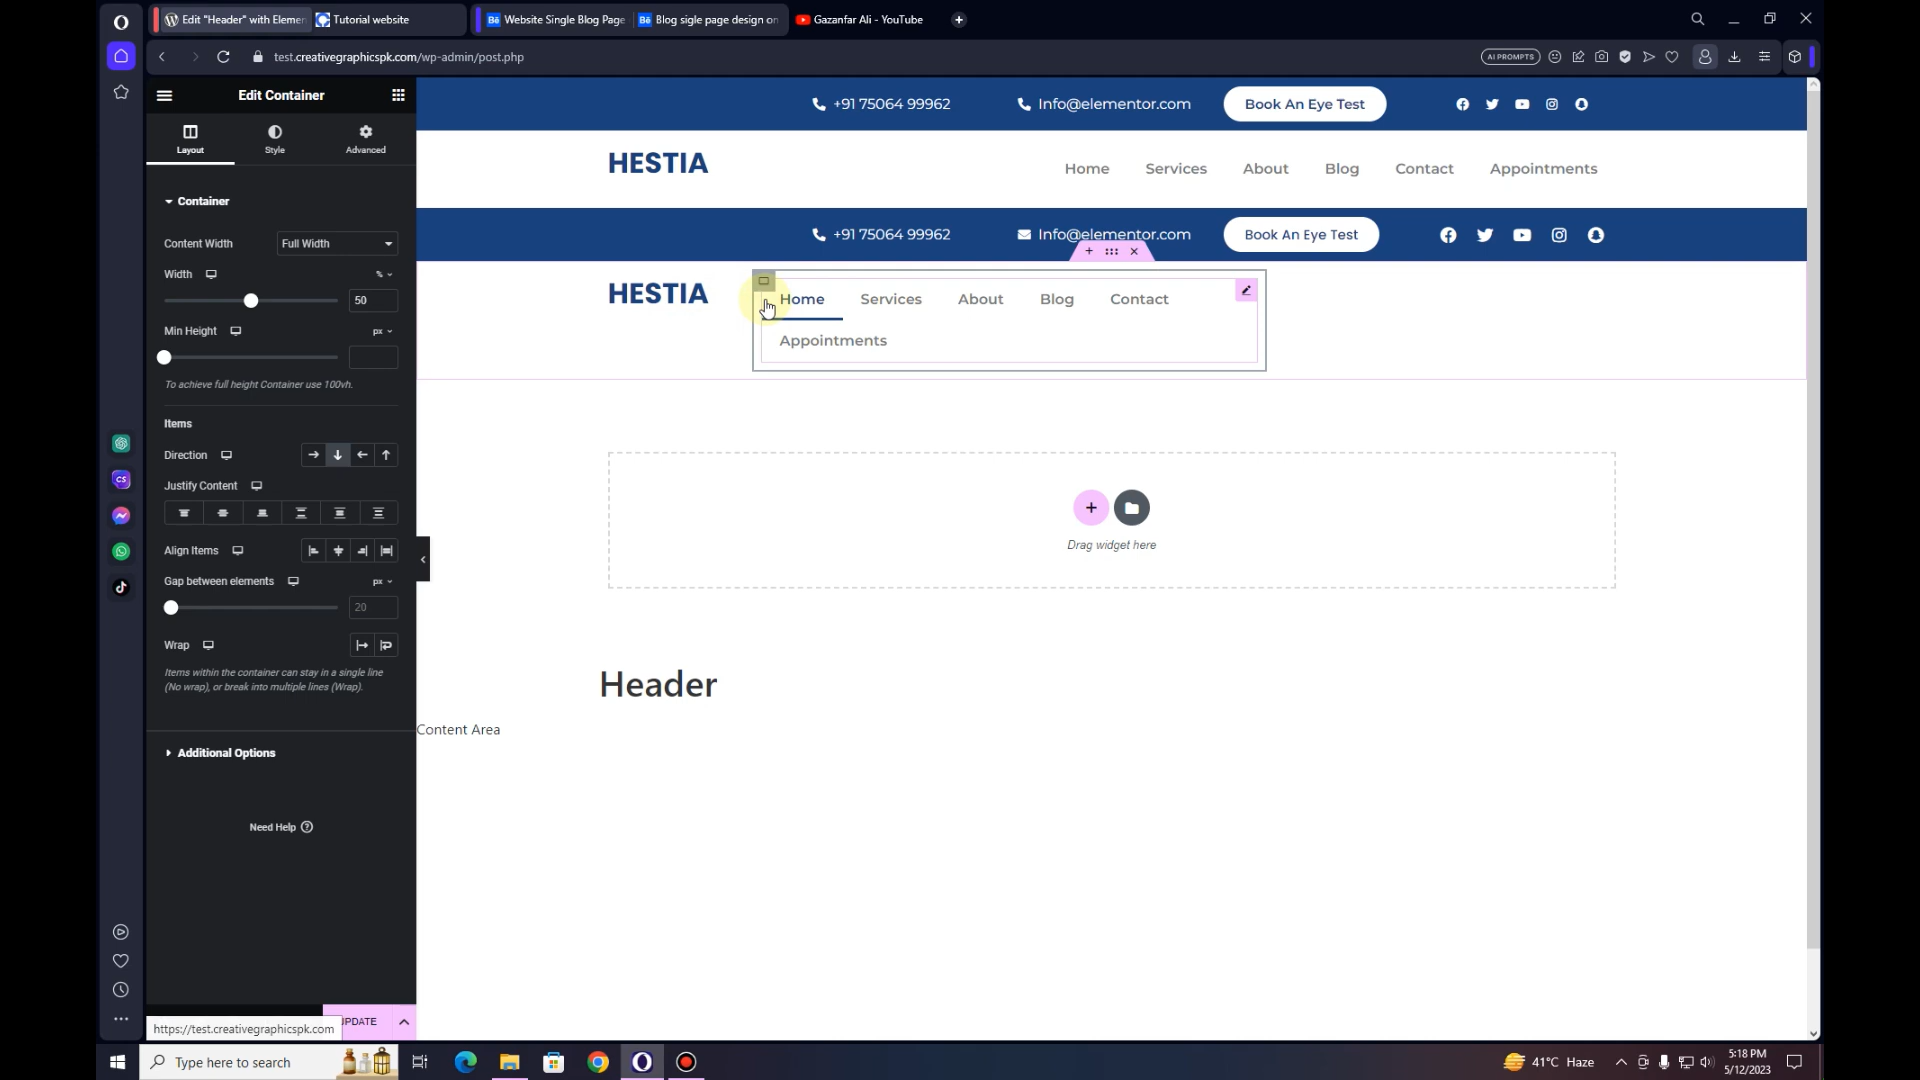 Edit "Header" with Elemen
Tutorial website
Website Single Blog Page
Blog sigle page design on
Gazanfar Ali - YouTube
test.creativegraphicspk.com/wp-admin/post.php
AI PROMPTS
Edit Container
Layout
Style
Advanced
Container
Content Width
Full Width
Width
%
50
Min Height
px
To achieve full height Container use 100vh.
Items
Direction
Justify Content
Align Items
Gap between elements
px
20
Wrap
Items within the container can stay in a single line
(No wrap), or break into multiple lines (Wrap).
Additional Options
Need Help
UPDATE
https://test.creativegraphicspk.com
+91 75064 99962
Info@elementor.com
Book An Eye Test
HESTIA
Home
Services
About
Blog
Contact
Appointments
+91 75064 99962
Info@elementor.com
Book An Eye Test
HESTIA
Home
Services
About
Blog
Contact
Appointments
Drag widget here
Header
Content Area
Type here to search
41°C Haze
5:18 PM
5/12/2023